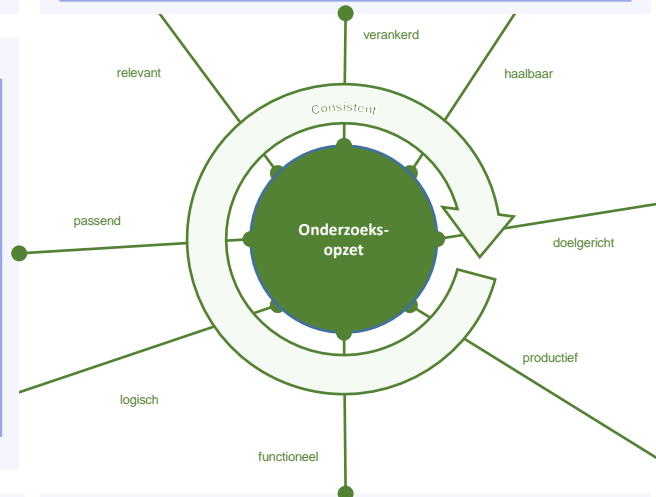 verankerd
relevant
haalbaar
Consistent
passend
Onderzoeks-
opzet
doelgericht
productief
logisch
functioneel